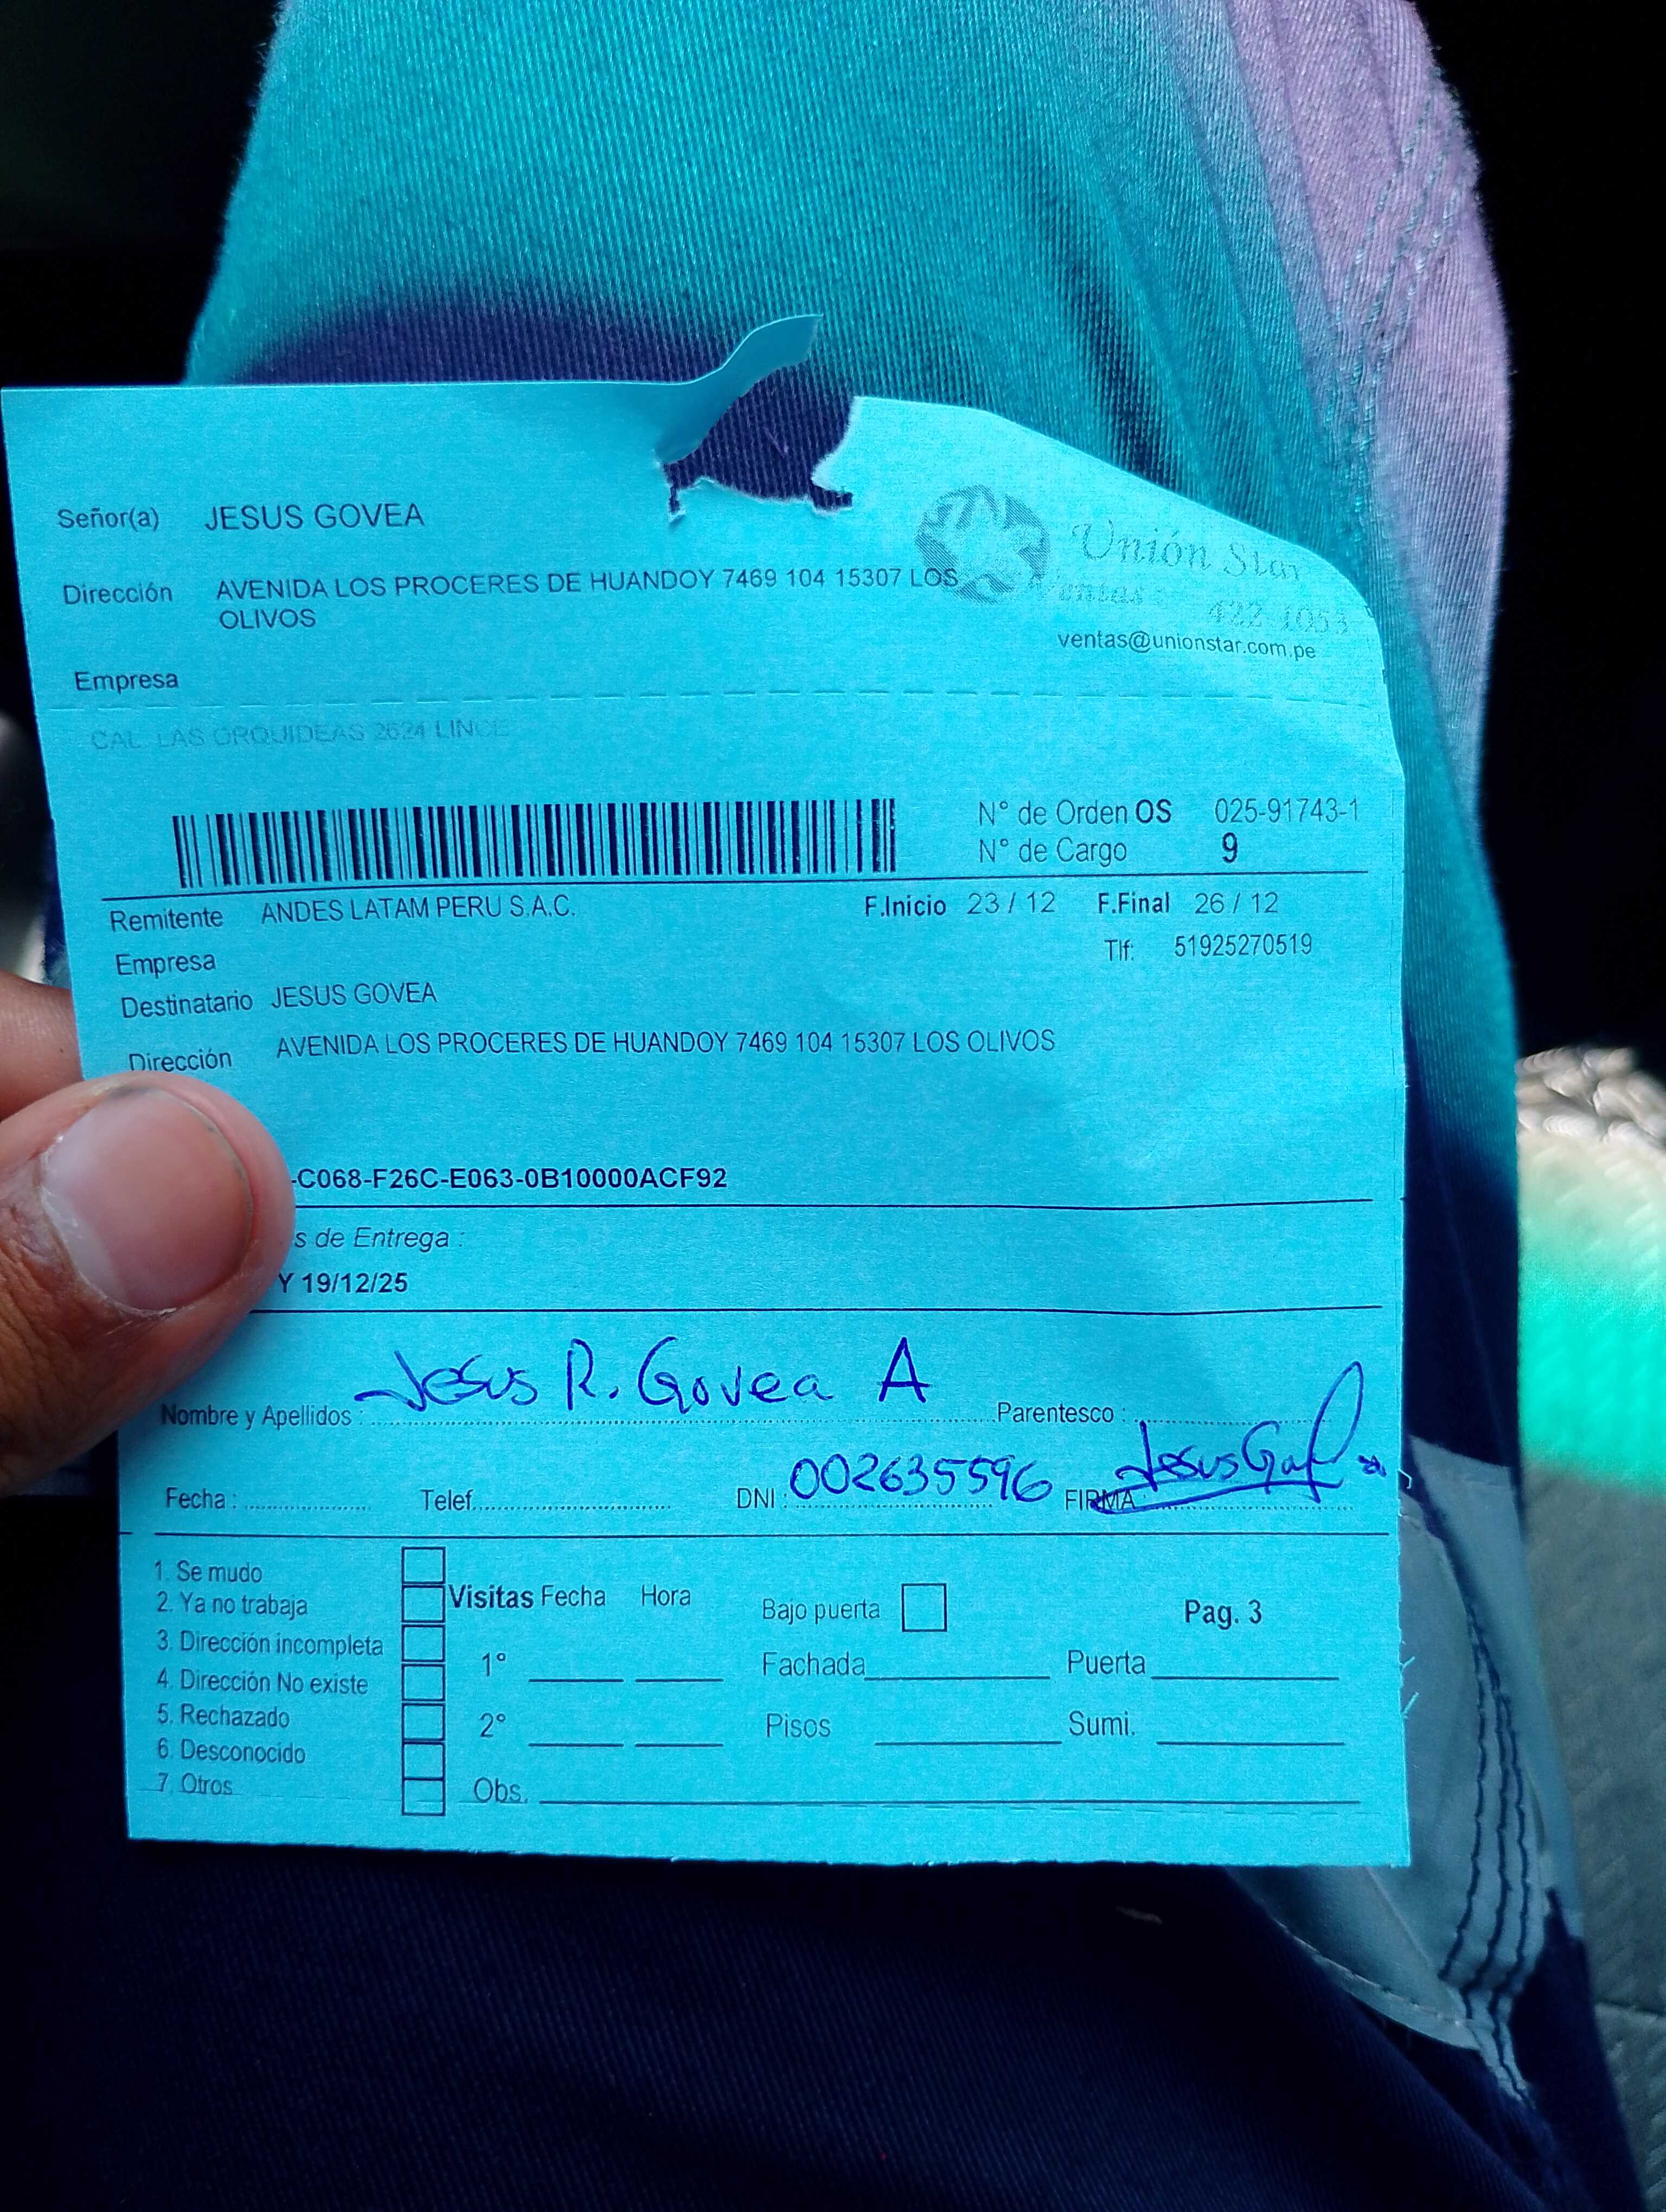 Señor(a) JESUS GOVEA
Dirección AVENIDA LOS PROCERES DE HUANDOY 7469 104 15307 LOS
OLIVOS
Unión Star
Ventas: 422-1053
ventas@unionstar.com.pe
Empresa
CAL LAS ORQUIDEAS 2624 LINCE
N° de Orden OS 025-91743-1
N° de Cargo 9
Remitente ANDES LATAM PERU S.A.C. F.Inicio 23 / 12 F.Final 26 / 12
Empresa Tlf: 51925270519
Destinatario JESUS GOVEA
Dirección AVENIDA LOS PROCERES DE HUANDOY 7469 104 15307 LOS OLIVOS
-C068-F26C-E063-0B10000ACF92
s de Entrega :
Y 19/12/25
Nombre y Apellidos : Jesus R. Govea A Parentesco :
Fecha : Telef. DNI : 002635596 FIRMA
1. Se mudo
2. Ya no trabaja
3. Dirección incompleta
4. Dirección No existe
5. Rechazado
6. Desconocido
7. Otros
Visitas Fecha Hora
1°
2°
Obs.
Bajo puerta Pag. 3
Fachada Puerta
Pisos Sumi.